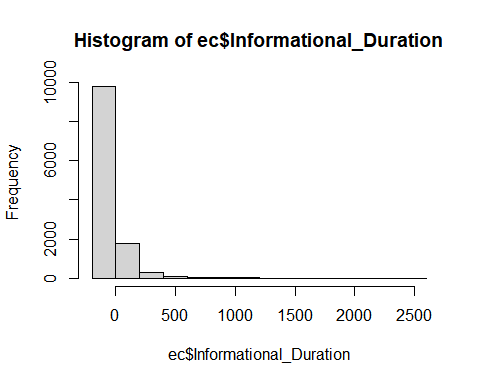 Histogram of ec$Informational_Duration
Frequency
10000
6000
2000
0
0 500 1000 1500 2000 2500
ec$Informational_Duration